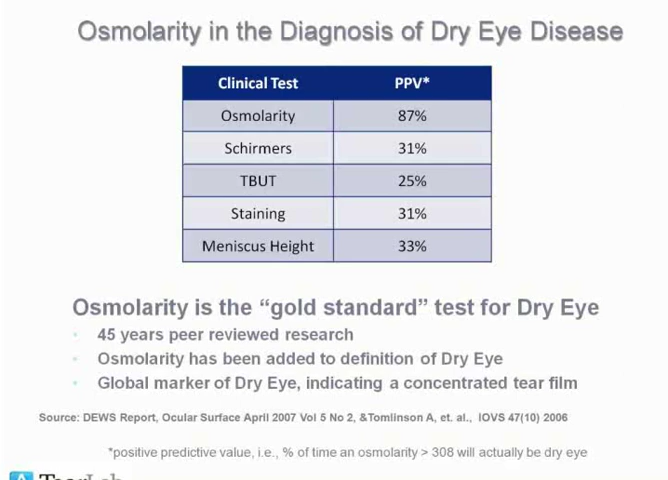 Osmolarity in the Diagnosis of Dry Eye Disease
Clinical Test PPV*
Osmolarity 87%
Schirmers 31%
TBUT 25%
Staining 31%
Meniscus Height 33%
Osmolarity is the “gold standard” test for Dry Eye
45 years peer reviewed research
Osmolarity has been added to definition of Dry Eye
Global marker of Dry Eye, indicating a concentrated tear film
Source: DEWS Report, Ocular Surface April 2007 Vol 5 No 2, &Tomlinson A, et. al., IOVS 47(10) 2006
*positive predictive value, i.e., % of time an osmolarity > 308 will actually be dry eye
TearLab